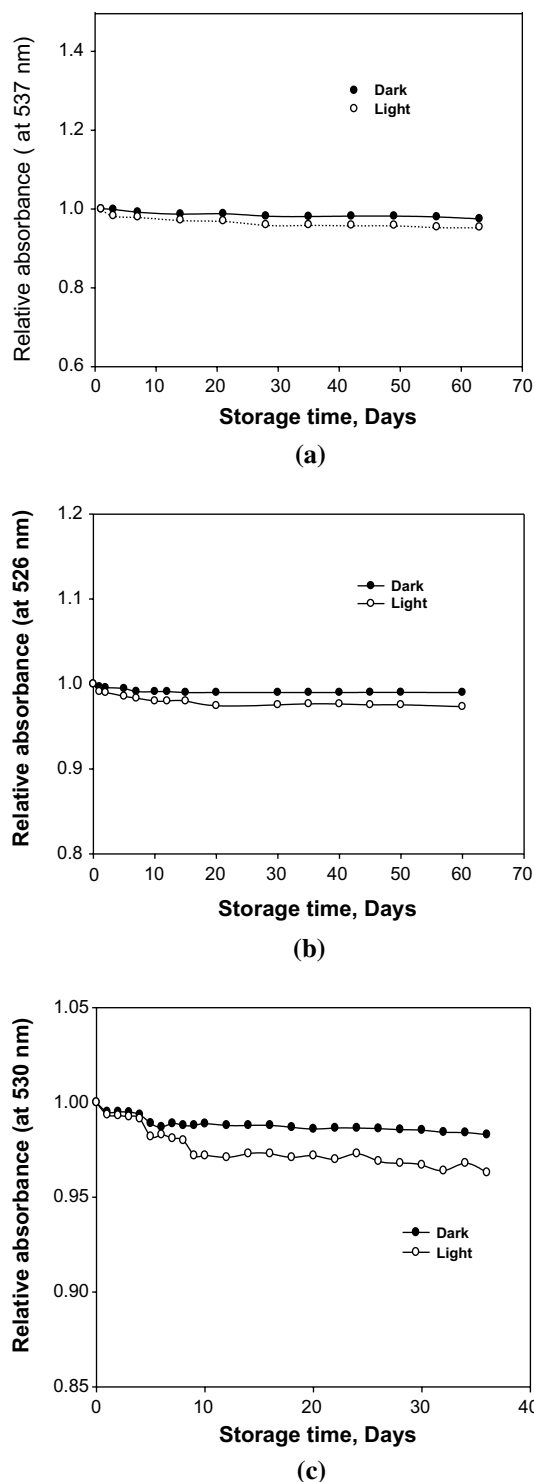 Relative absorbance ( at 537 nm)
1.4
1.2
1.0
0.8
0.6
Dark
Light
0 10 20 30 40 50 60 70
Storage time, Days
(a)
Relative absorbance (at 526 nm)
1.2
1.1
1.0
0.9
0.8
Dark
Light
0 10 20 30 40 50 60 70
Storage time, Days
(b)
Relative absorbance (at 530 nm)
1.05
1.00
0.95
0.90
0.85
Dark
Light
0 10 20 30 40
Storage time, Days
(c)